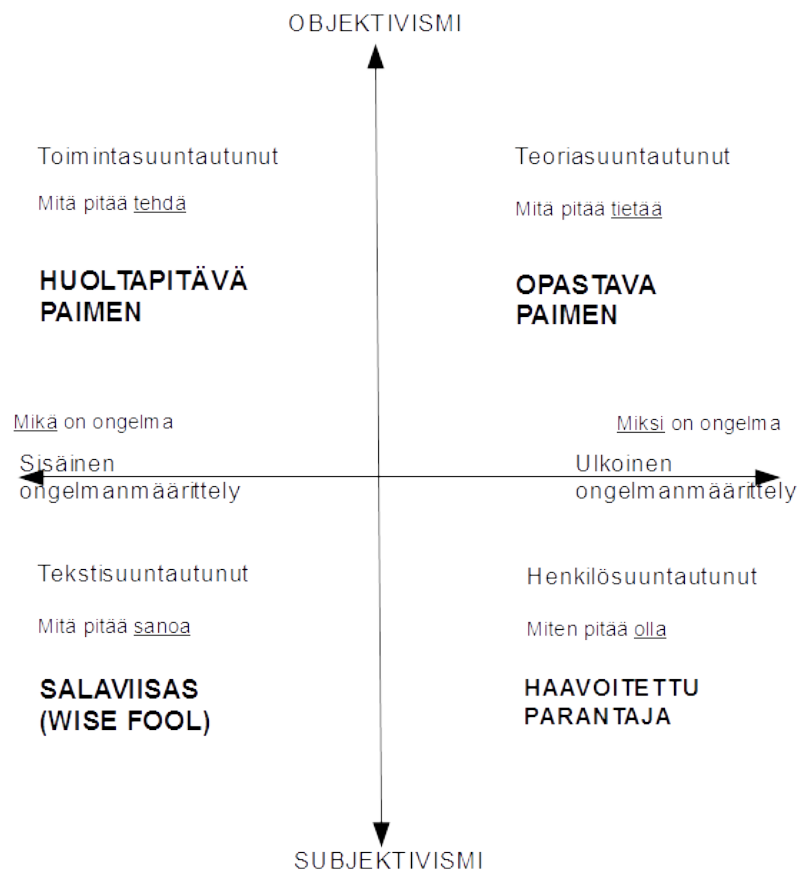 OBJEKTIVISMI
Toimintasuuntautunut
Teoriasuuntautunut
Mitä pitää tehdä
Mitä pitää tietää
HUOLTAPITÄVÄ
PAIMEN
OPASTAVA
PAIMEN
Mikä on ongelma
Miksi on ongelma
Sisäinen
ongelmanmäärittely
Ulkoinen
ongelmanmäärittely
Tekstisuuntautunut
Henkilösuuntautunut
Mitä pitää sanoa
Miten pitää olla
SALAVIISAS
(WISE FOOL)
HAAVOITETTU
PARANTAJA
SUBJEKTIVISMI